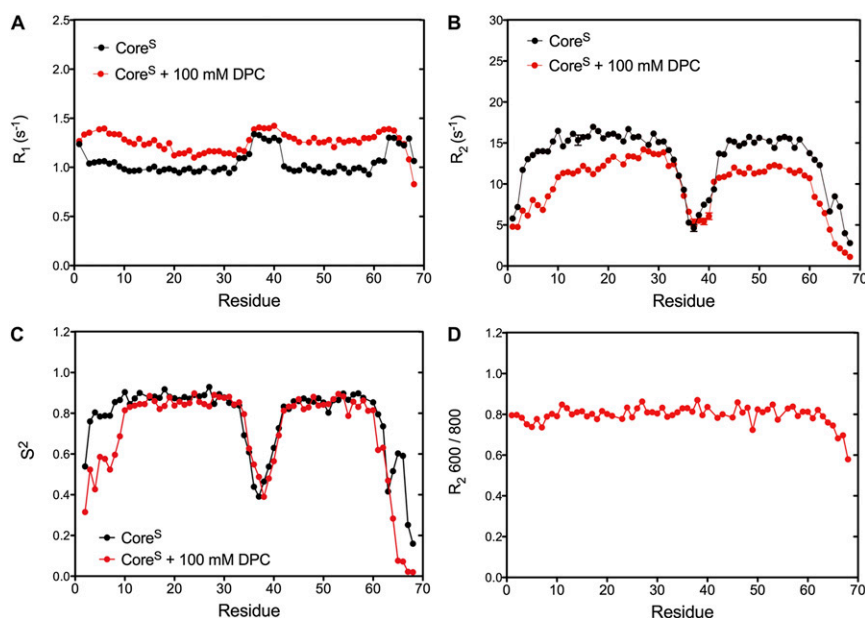 A
2.5
2.0
1.5
1.0
0.5
0.0
R1 (s-1)
CoreS
CoreS + 100 mM DPC
0 10 20 30 40 50 60 70
Residue
B
30
25
20
15
10
5
0
R2 (s-1)
CoreS
CoreS + 100 mM DPC
0 10 20 30 40 50 60 70
Residue
C
1.2
1.0
0.8
0.6
0.4
0.2
0.0
S2
CoreS
CoreS + 100 mM DPC
0 10 20 30 40 50 60 70
Residue
D
1.2
1.0
0.8
0.6
0.4
0.2
0.0
R2 600 / 800
0 10 20 30 40 50 60 70
Residue